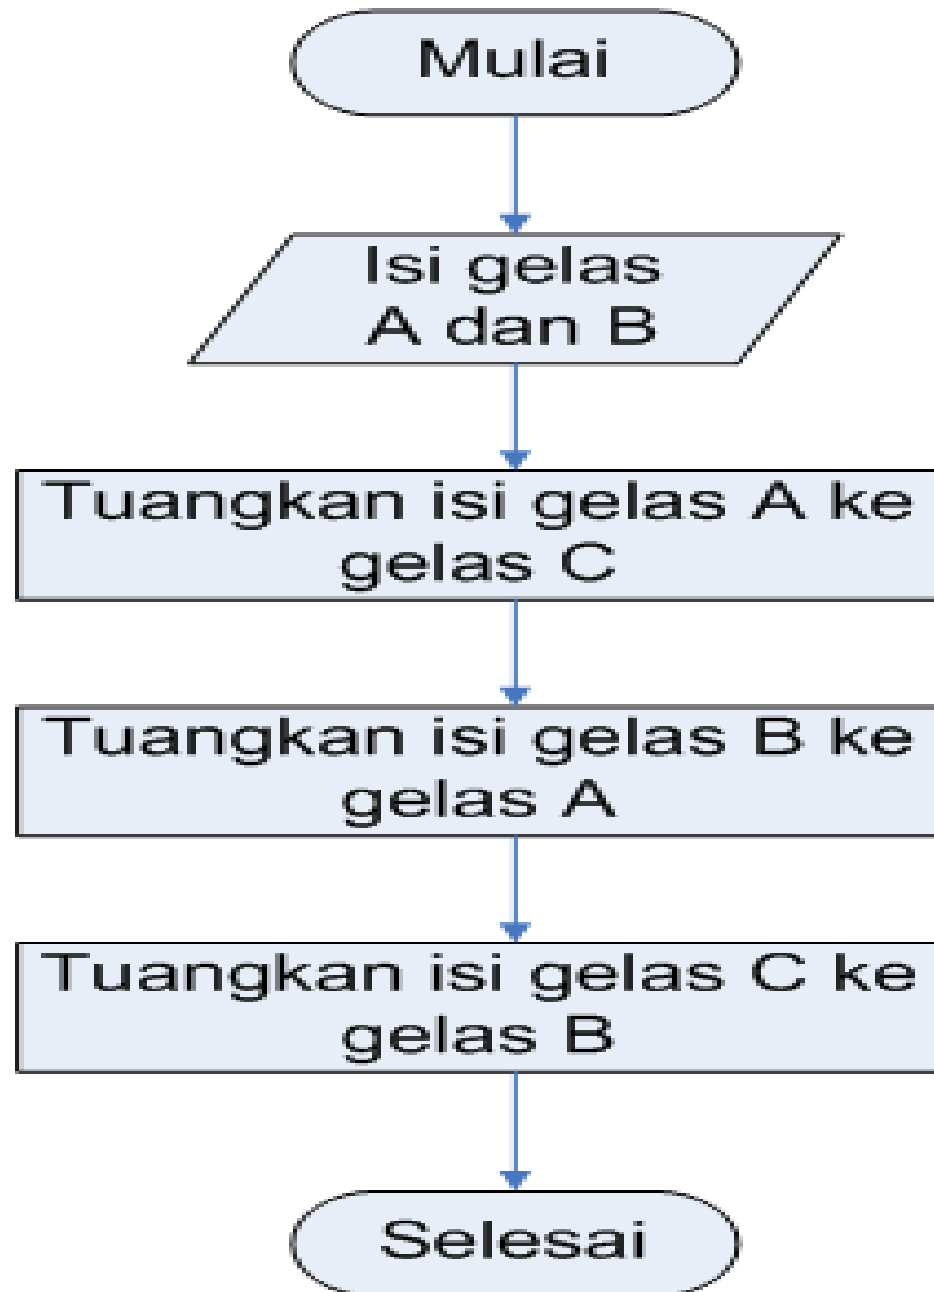 Mulai
Isi gelas
A dan B
Tuangkan isi gelas A ke
gelas C
Tuangkan isi gelas B ke
gelas A
Tuangkan isi gelas C ke
gelas B
Selesai